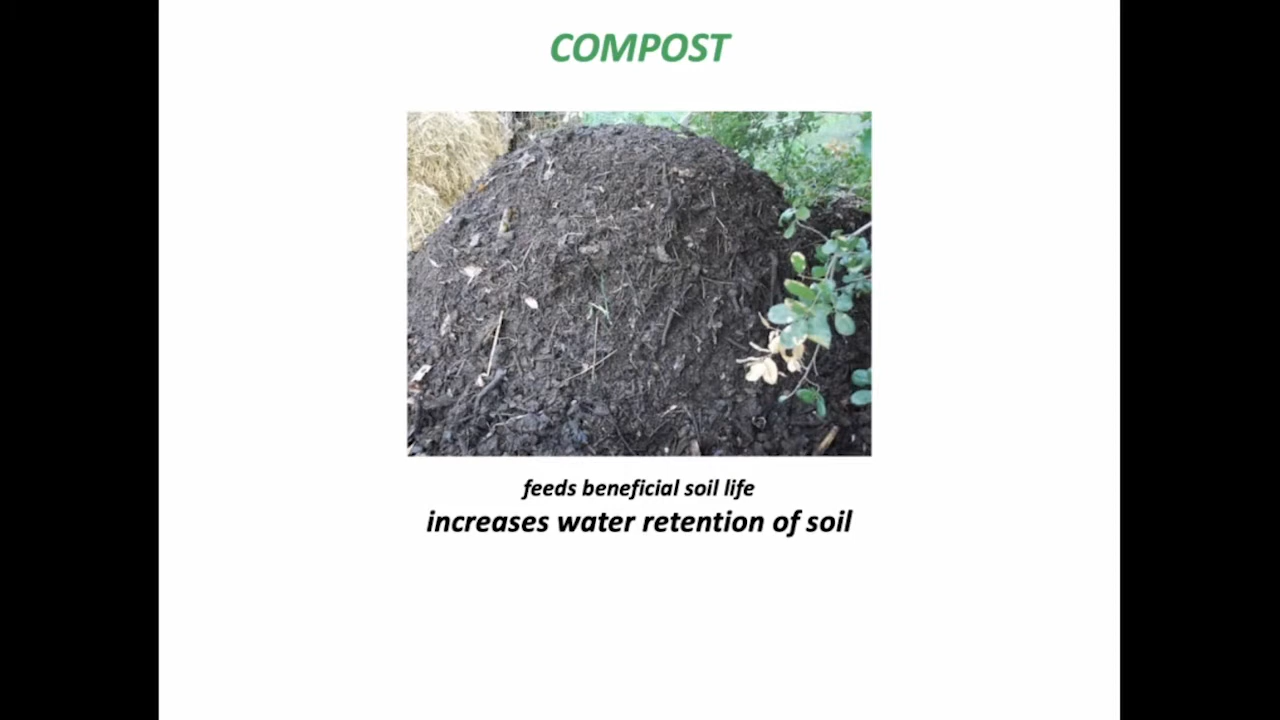 COMPOST
feeds beneficial soil life
increases water retention of soil